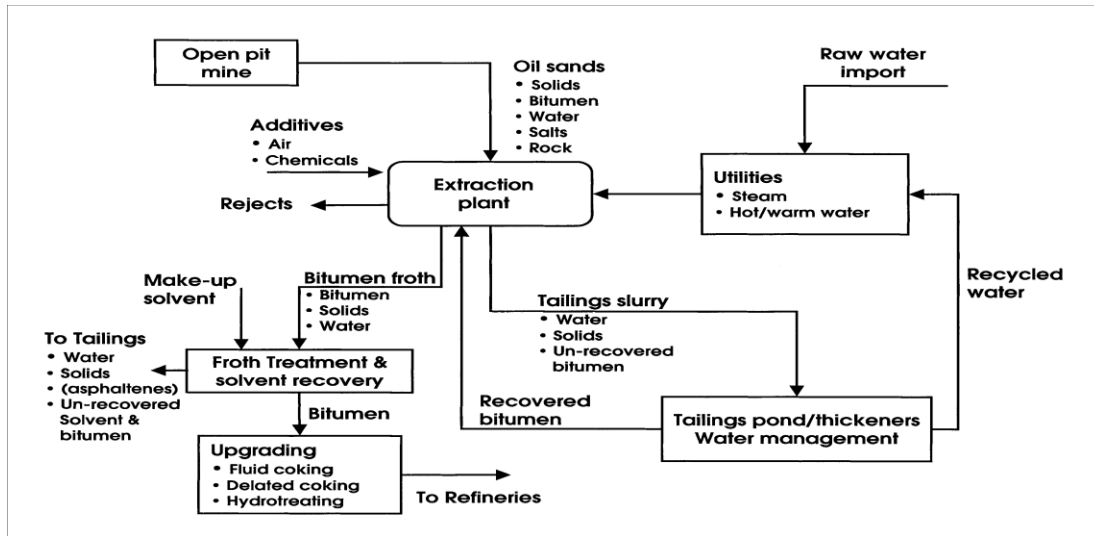 Open pit
mine
Oil sands
• Solids
• Bitumen
• Water
• Salts
• Rock
Raw water
import
Additives
• Air
• Chemicals
Extraction
plant
Rejects
Utilities
• Steam
• Hot/warm water
Recycled
water
Make-up
solvent
Bitumen froth
• Bitumen
• Solids
• Water
Tailings slurry
• Water
• Solids
• Un-recovered
bitumen
To Tailings
• Water
• Solids
• (asphaltenes)
• Un-recovered
Solvent &
bitumen
Froth Treatment &
solvent recovery
Recovered
bitumen
Tailings pond/thickeners
Water management
Bitumen
Upgrading
• Fluid coking
• Delated coking
• Hydrotreating
To Refineries